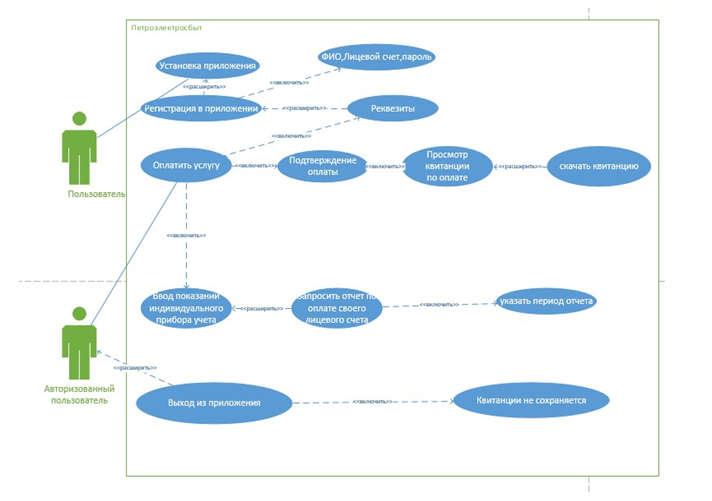 Петроэлектросбыт
Установка приложения
ФИО,Лицевой счет,пароль
<<расширить>>
<<включить>>
Регистрация в приложении
<<расширить>>
Реквезиты
<<включить>>
Оплатить услугу
<<включить>>
Подтверждение
оплаты
<<включить>>
Просмотр
квитанции
по оплате
<<расширить>>
скачать квитанцию
Пользователь
<<включить>>
Ввод показаний
индивидуального
прибора учета
<<расширить>>
Запросить отчет по
оплате своего
лицевого счета
<<включить>>
указать период отчета
Авторизованный
пользователь
<<расширить>>
Выход из приложения
<<включить>>
Квитанции не сохраняется